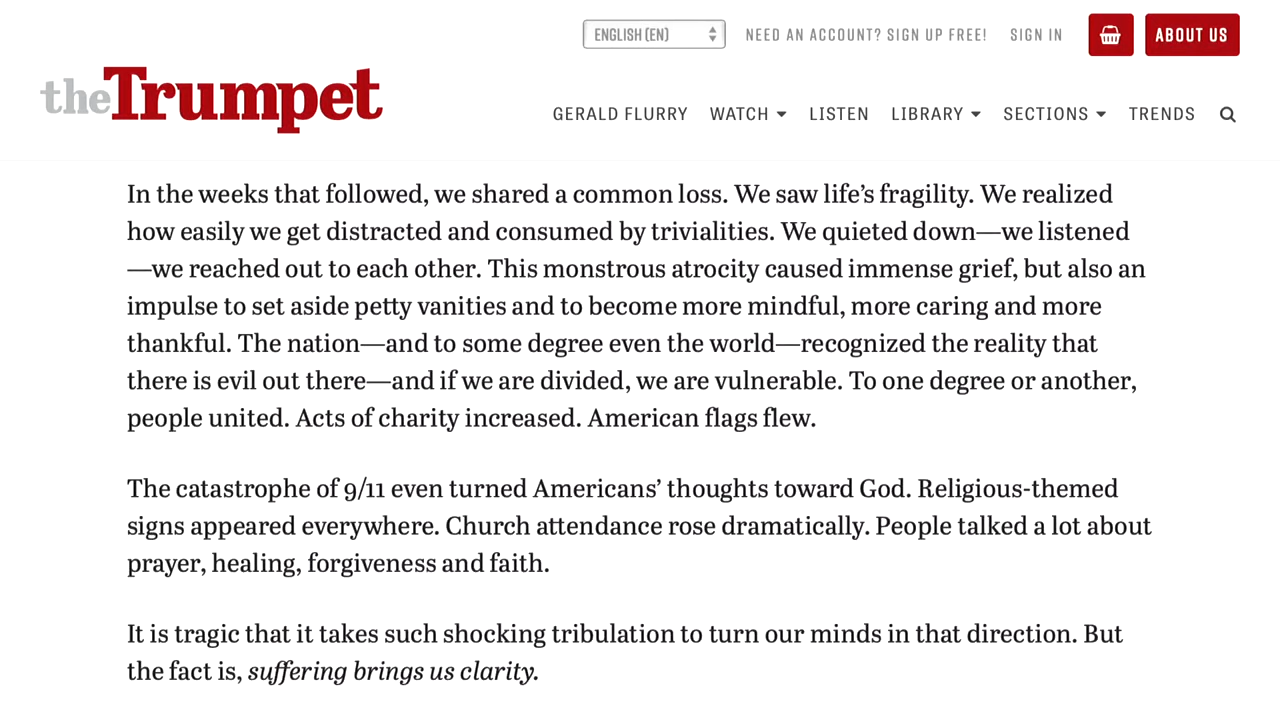 ENGLISH (EN)
NEED AN ACCOUNT? SIGN UP FREE!
SIGN IN
ABOUT US
theTrumpet
GERALD FLURRY
WATCH
LISTEN
LIBRARY
SECTIONS
TRENDS
In the weeks that followed, we shared a common loss. We saw life’s fragility. We realized
how easily we get distracted and consumed by trivialities. We quieted down—we listened
—we reached out to each other. This monstrous atrocity caused immense grief, but also an
impulse to set aside petty vanities and to become more mindful, more caring and more
thankful. The nation—and to some degree even the world—recognized the reality that
there is evil out there—and if we are divided, we are vulnerable. To one degree or another,
people united. Acts of charity increased. American flags flew.
The catastrophe of 9/11 even turned Americans’ thoughts toward God. Religious-themed
signs appeared everywhere. Church attendance rose dramatically. People talked a lot about
prayer, healing, forgiveness and faith.
It is tragic that it takes such shocking tribulation to turn our minds in that direction. But
the fact is, suffering brings us clarity.